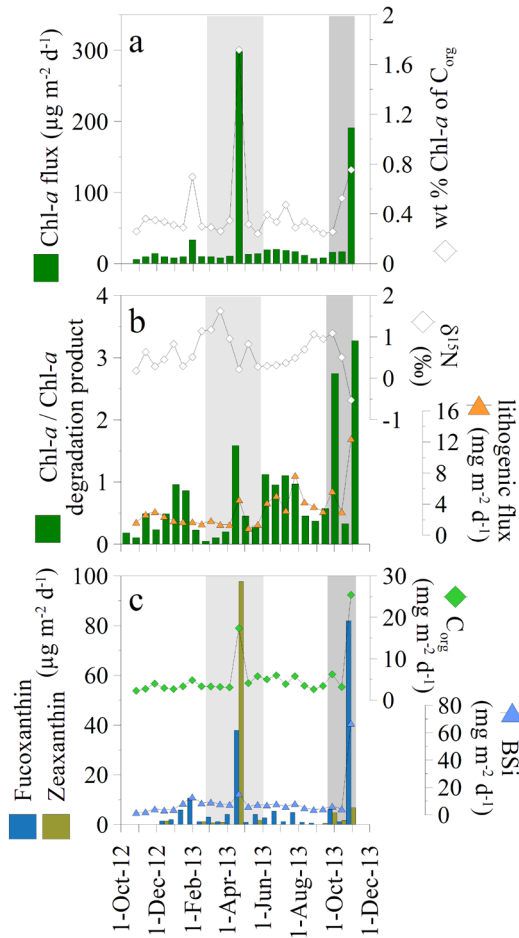 a
Chl-a flux (µg m⁻² d⁻¹)
300
200
100
0
2
1.6
1.2
0.8
0.4
0
wt % Chl-a of Corg
b
Chl-a / Chl-a
degradation product
4
3
2
1
0
2
1
0
-1
δ¹⁵N
(‰)
16
12
8
4
0
lithogenic flux
(mg m⁻² d⁻¹)
c
Fucoxanthin
Zeaxanthin (µg m⁻² d⁻¹)
100
80
60
40
20
0
30
20
10
0
Corg
(mg m⁻² d⁻¹)
80
60
40
20
0
BSi
(mg m⁻² d⁻¹)
1-Oct-12
1-Dec-12
1-Feb-13
1-Apr-13
1-Jun-13
1-Aug-13
1-Oct-13
1-Dec-13